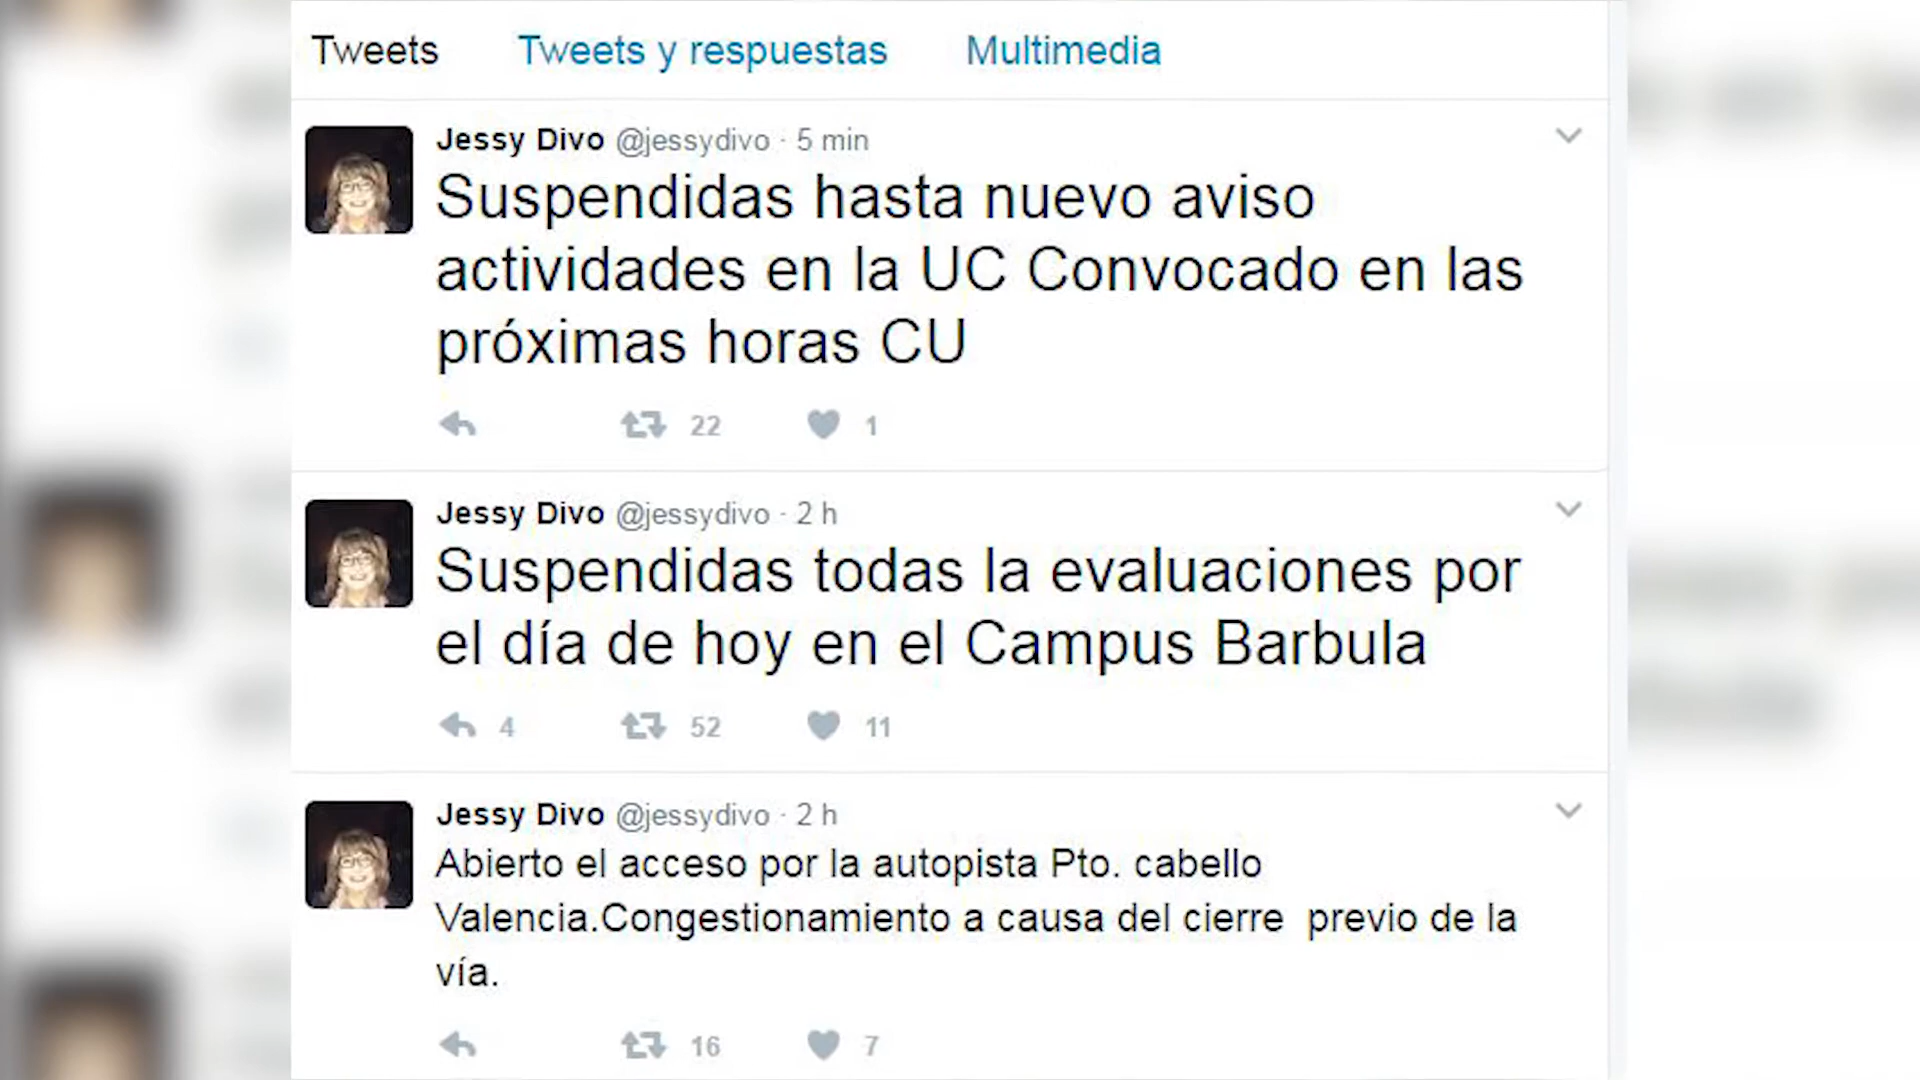 Tweets Tweets y respuestas Multimedia
Jessy Divo @jessydivo · 5 min
Suspendidas hasta nuevo aviso
actividades en la UC Convocado en las
próximas horas CU
22 1
Jessy Divo @jessydivo · 2 h
Suspendidas todas la evaluaciones por
el día de hoy en el Campus Barbula
4 52 11
Jessy Divo @jessydivo · 2 h
Abierto el acceso por la autopista Pto. cabello
Valencia.Congestionamiento a causa del cierre  previo de la
vía.
16 7